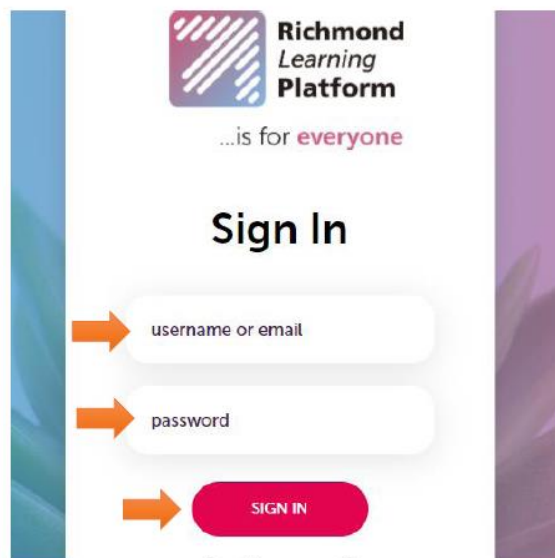 Richmond
Learning
Platform
...is for everyone
Sign In
username or email
password
SIGN IN